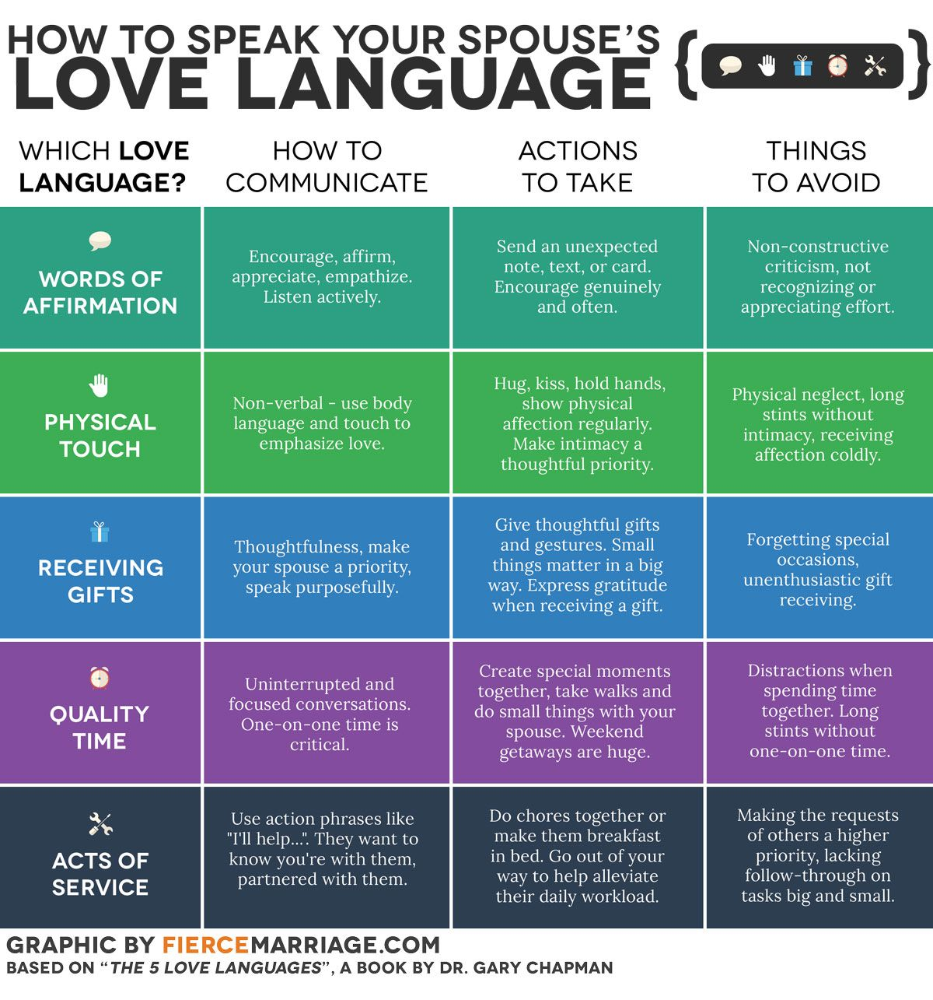 HOW TO SPEAK YOUR SPOUSE'S
LOVE LANGUAGE
WHICH LOVE
LANGUAGE?
HOW TO
COMMUNICATE
ACTIONS
TO TAKE
THINGS
TO AVOID
WORDS OF
AFFIRMATION
Encourage, affirm,
appreciate, empathize.
Listen actively.
Send an unexpected
note, text, or card.
Encourage genuinely
and often.
Non-constructive
criticism, not
recognizing or
appreciating effort.
PHYSICAL
TOUCH
Non-verbal - use body
language and touch to
emphasize love.
Hug, kiss, hold hands,
show physical
affection regularly.
Make intimacy a
thoughtful priority.
Physical neglect, long
stints without
intimacy, receiving
affection coldly.
RECEIVING
GIFTS
Thoughtfulness, make
your spouse a priority,
speak purposefully.
Give thoughtful gifts
and gestures. Small
things matter in a big
way. Express gratitude
when receiving a gift.
Forgetting special
occasions,
unenthusiastic gift
receiving.
QUALITY
TIME
Uninterrupted and
focused conversations.
One-on-one time is
critical.
Create special moments
together, take walks and
do small things with your
spouse. Weekend
getaways are huge.
Distractions when
spending time
together. Long
stints without
one-on-one time.
ACTS OF
SERVICE
Use action phrases like
"I'll help...". They want to
know you're with them,
partnered with them.
Do chores together or
make them breakfast
in bed. Go out of your
way to help alleviate
their daily workload.
Making the requests
of others a higher
priority, lacking
follow-through on
tasks big and small.
GRAPHIC BY FIERCEMARRIAGE.COM
BASED ON "THE 5 LOVE LANGUAGES", A BOOK BY DR. GARY CHAPMAN